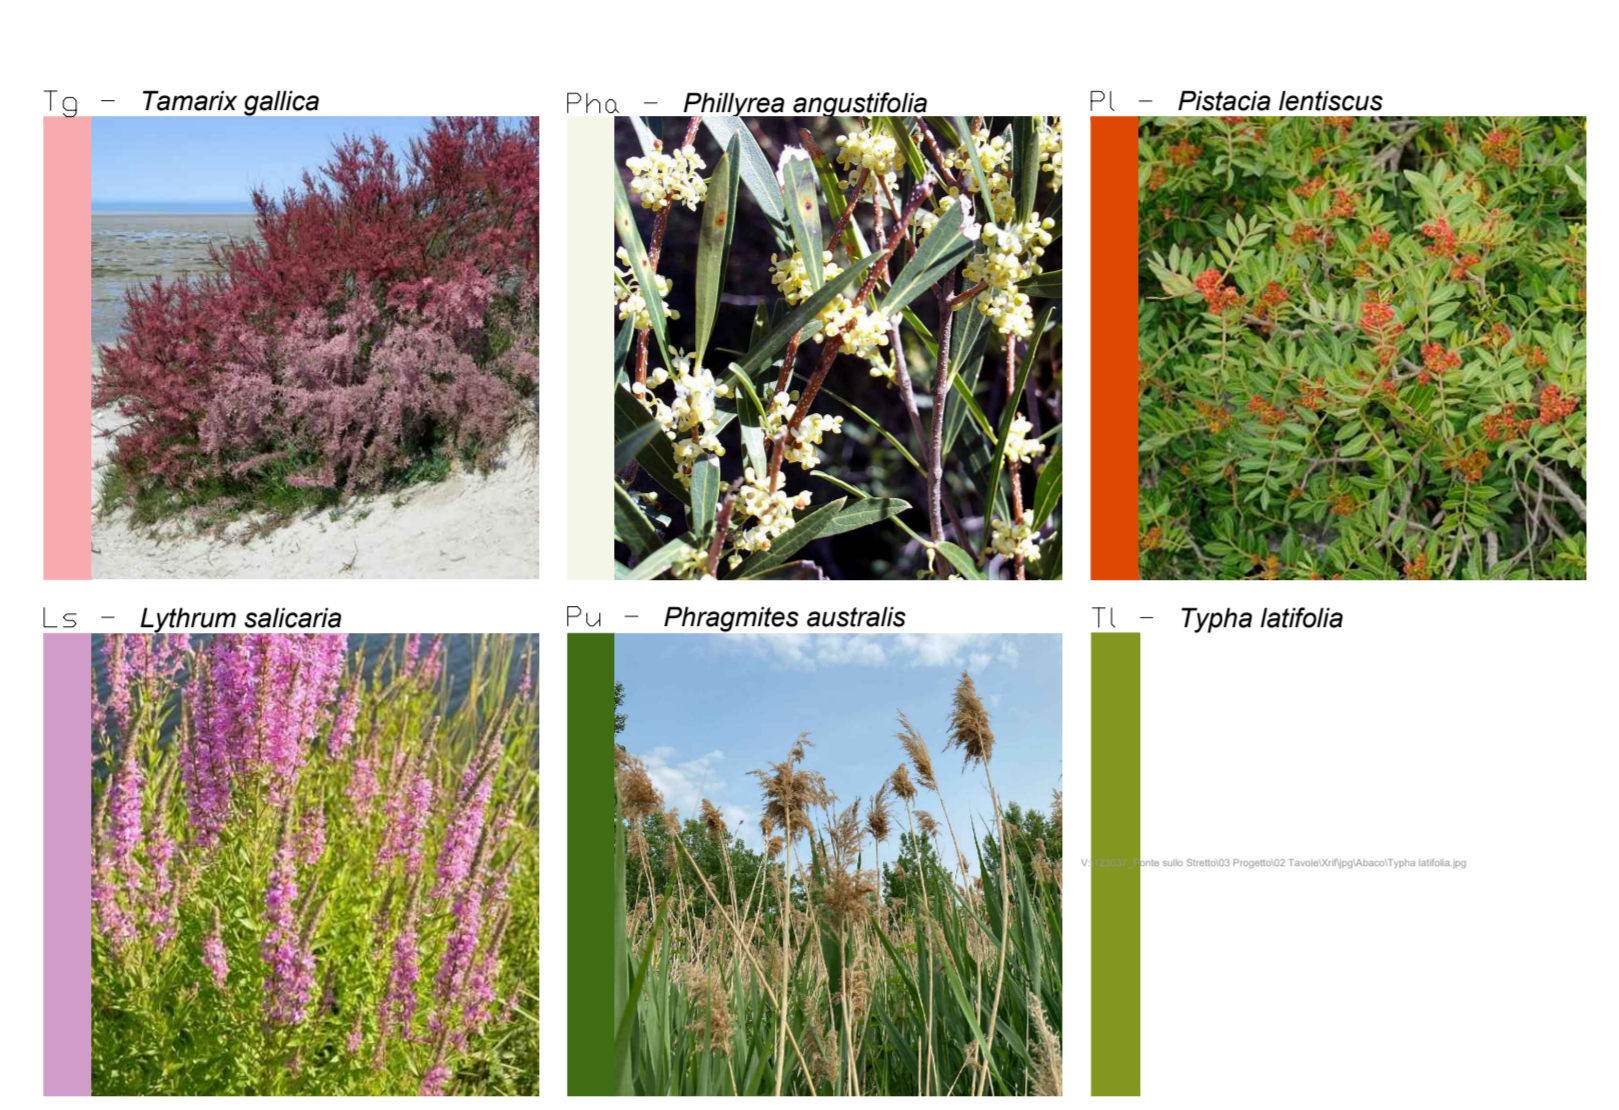 Tg - Tamarix gallica
Pha - Phillyrea angustifolia
Pl - Pistacia lentiscus
Ls - Lythrum salicaria
Pu - Phragmites australis
Tl - Typha latifolia
sullo Stretto\03 Progetto\02 Tavole\Xrif\jpg\Abaco\Typha latifolia.jpg